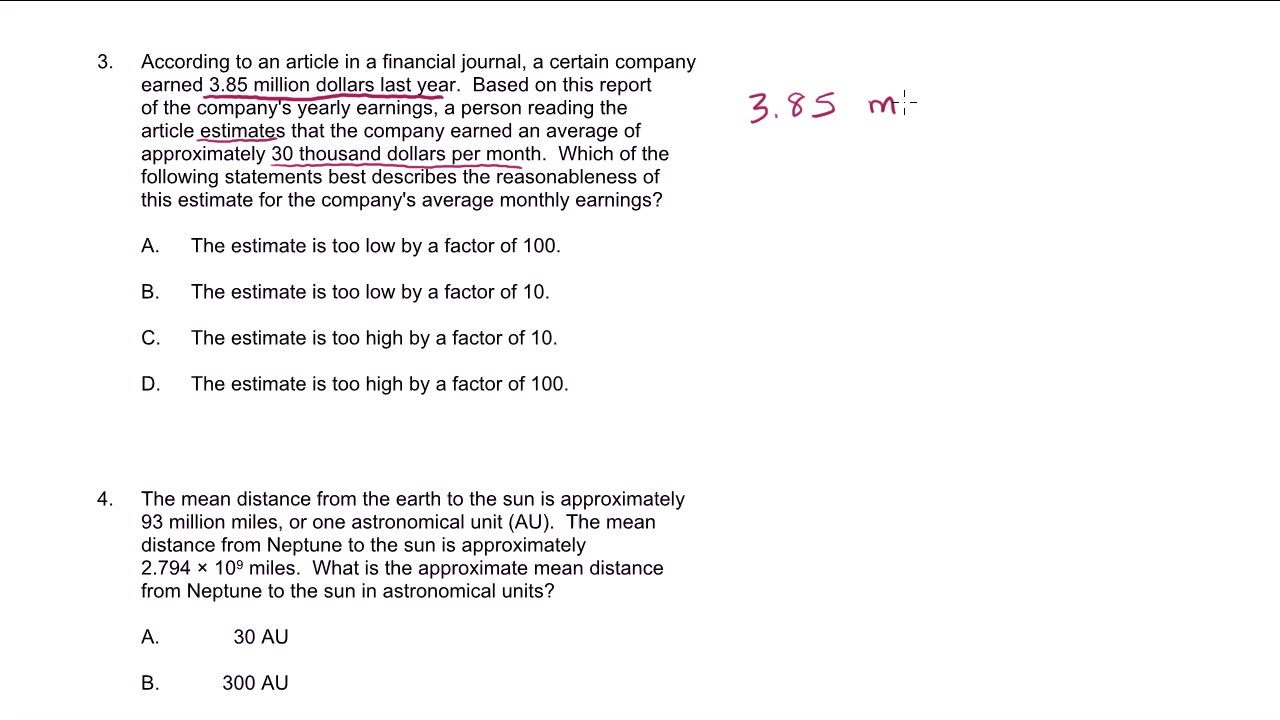 3. According to an article in a financial journal, a certain company
earned 3.85 million dollars last year. Based on this report
of the company's yearly earnings, a person reading the
article estimates that the company earned an average of
approximately 30 thousand dollars per month. Which of the
following statements best describes the reasonableness of
this estimate for the company's average monthly earnings?
A. The estimate is too low by a factor of 100.
B. The estimate is too low by a factor of 10.
C. The estimate is too high by a factor of 10.
D. The estimate is too high by a factor of 100.
3.85 m
4. The mean distance from the earth to the sun is approximately
93 million miles, or one astronomical unit (AU). The mean
distance from Neptune to the sun is approximately
2.794 × 10⁹ miles. What is the approximate mean distance
from Neptune to the sun in astronomical units?
A. 30 AU
B. 300 AU